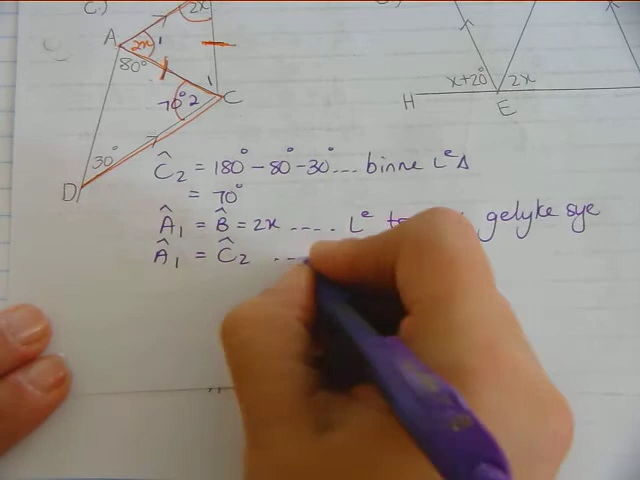 c.)
2x
A
2x
1
80°
1
70° 2
C
30°
D
x+20°
2x
H
E
Ĉ2 = 180° - 80° - 30° ... binne ∠e Δ
= 70°
Â1 = B̂ = 2x .... ∠e gelyke sye
Â1 = Ĉ2 ...